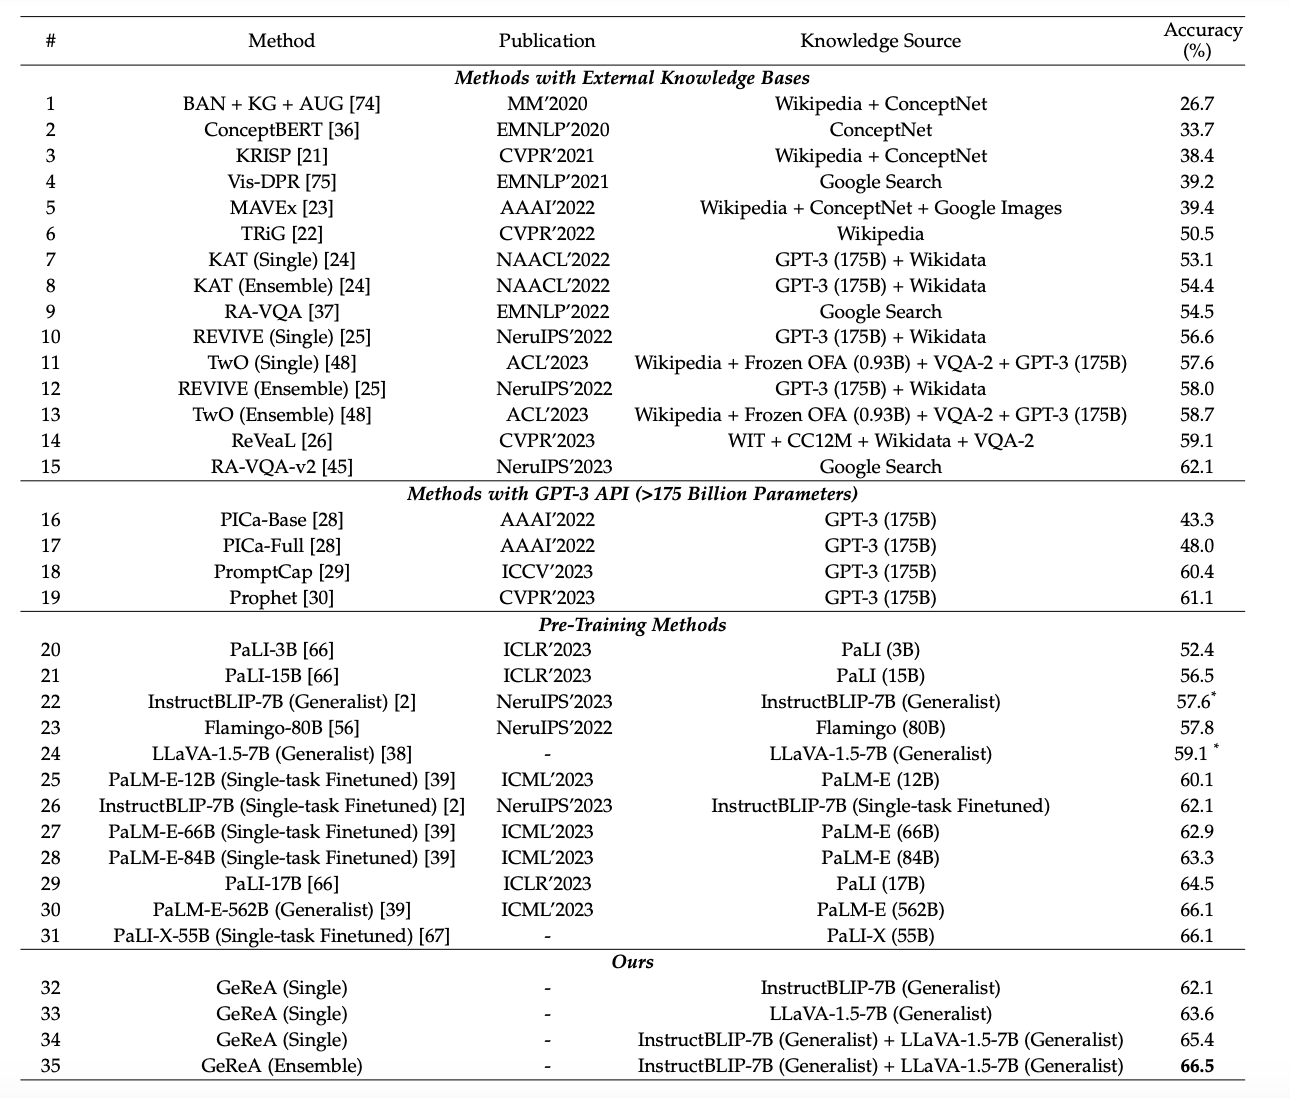 # Method Publication Knowledge Source Accuracy (%)
Methods with External Knowledge Bases
1 BAN + KG + AUG [74] MM’2020 Wikipedia + ConceptNet 26.7
2 ConceptBERT [36] EMNLP’2020 ConceptNet 33.7
3 KRISP [21] CVPR’2021 Wikipedia + ConceptNet 38.4
4 Vis-DPR [75] EMNLP’2021 Google Search 39.2
5 MAVEx [23] AAAI’2022 Wikipedia + ConceptNet + Google Images 39.4
6 TRiG [22] CVPR’2022 Wikipedia 50.5
7 KAT (Single) [24] NAACL’2022 GPT-3 (175B) + Wikidata 53.1
8 KAT (Ensemble) [24] NAACL’2022 GPT-3 (175B) + Wikidata 54.4
9 RA-VQA [37] EMNLP’2022 Google Search 54.5
10 REVIVE (Single) [25] NeruIPS’2022 GPT-3 (175B) + Wikidata 56.6
11 TwO (Single) [48] ACL’2023 Wikipedia + Frozen OFA (0.93B) + VQA-2 + GPT-3 (175B) 57.6
12 REVIVE (Ensemble) [25] NeruIPS’2022 GPT-3 (175B) + Wikidata 58.0
13 TwO (Ensemble) [48] ACL’2023 Wikipedia + Frozen OFA (0.93B) + VQA-2 + GPT-3 (175B) 58.7
14 ReVeaL [26] CVPR’2023 WIT + CC12M + Wikidata + VQA-2 59.1
15 RA-VQA-v2 [45] NeruIPS’2023 Google Search 62.1
Methods with GPT-3 API (>175 Billion Parameters)
16 PICa-Base [28] AAAI’2022 GPT-3 (175B) 43.3
17 PICa-Full [28] AAAI’2022 GPT-3 (175B) 48.0
18 PromptCap [29] ICCV’2023 GPT-3 (175B) 60.4
19 Prophet [30] CVPR’2023 GPT-3 (175B) 61.1
Pre-Training Methods
20 PaLI-3B [66] ICLR’2023 PaLI (3B) 52.4
21 PaLI-15B [66] ICLR’2023 PaLI (15B) 56.5
22 InstructBLIP-7B (Generalist) [2] NeruIPS’2023 InstructBLIP-7B (Generalist) 57.6*
23 Flamingo-80B [56] NeruIPS’2022 Flamingo (80B) 57.8
24 LLaVA-1.5-7B (Generalist) [38] - LLaVA-1.5-7B (Generalist) 59.1 *
25 PaLM-E-12B (Single-task Finetuned) [39] ICML’2023 PaLM-E (12B) 60.1
26 InstructBLIP-7B (Single-task Finetuned) [2] NeruIPS’2023 InstructBLIP-7B (Single-task Finetuned) 62.1
27 PaLM-E-66B (Single-task Finetuned) [39] ICML’2023 PaLM-E (66B) 62.9
28 PaLM-E-84B (Single-task Finetuned) [39] ICML’2023 PaLM-E (84B) 63.3
29 PaLI-17B [66] ICLR’2023 PaLI (17B) 64.5
30 PaLM-E-562B (Generalist) [39] ICML’2023 PaLM-E (562B) 66.1
31 PaLI-X-55B (Single-task Finetuned) [67] - PaLI-X (55B) 66.1
Ours
32 GeReA (Single) - InstructBLIP-7B (Generalist) 62.1
33 GeReA (Single) - LLaVA-1.5-7B (Generalist) 63.6
34 GeReA (Single) - InstructBLIP-7B (Generalist) + LLaVA-1.5-7B (Generalist) 65.4
35 GeReA (Ensemble) - InstructBLIP-7B (Generalist) + LLaVA-1.5-7B (Generalist) 66.5